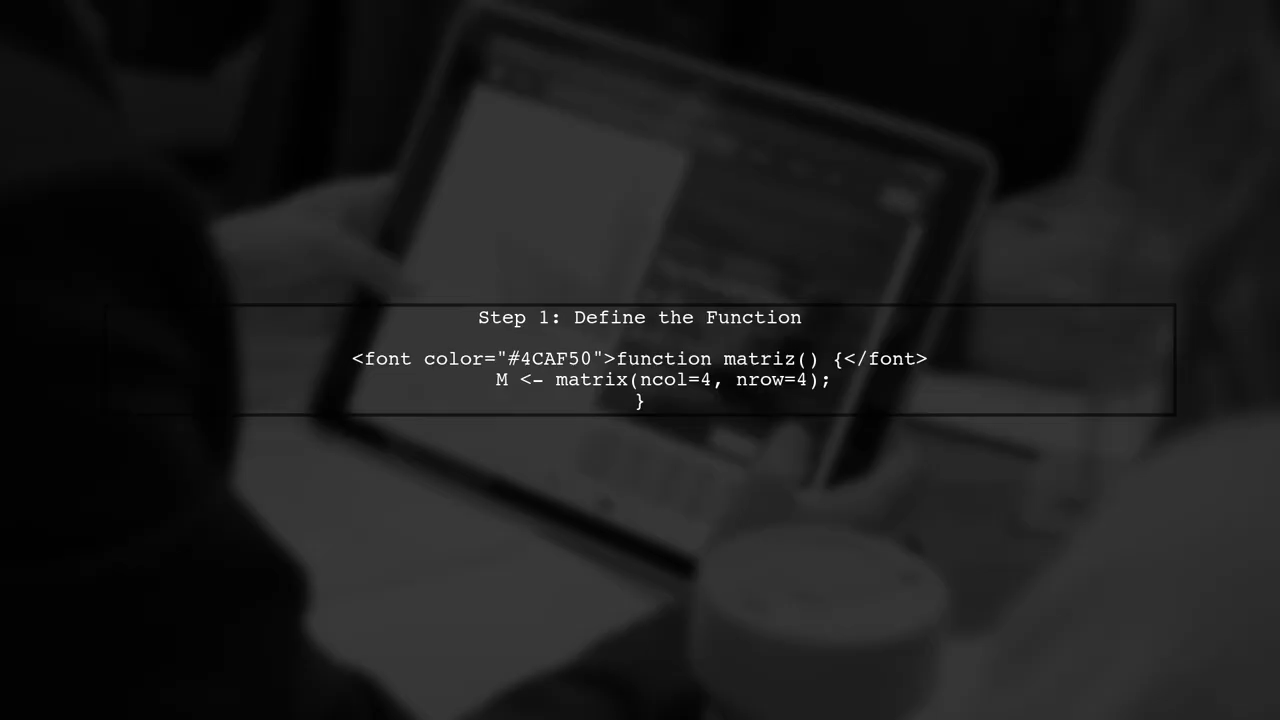 Step 1: Define the Function
<font color="#4CAF50">function matriz() {</font>
M <- matrix(ncol=4, nrow=4);
}